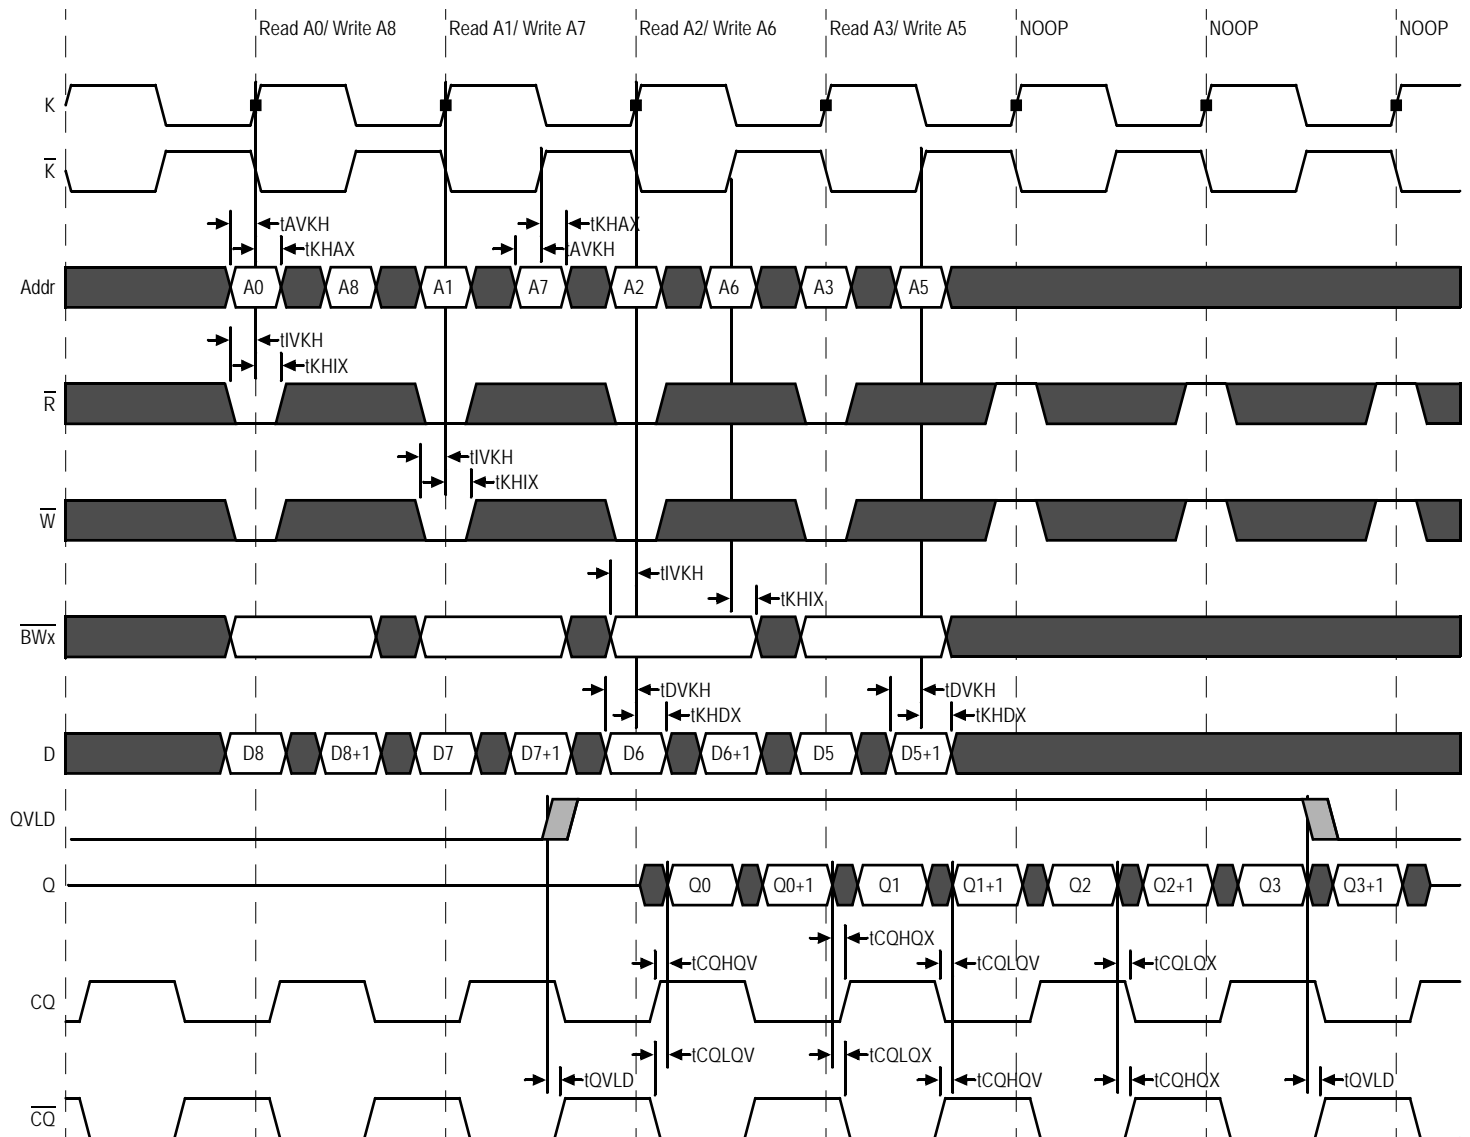 Read A0/ Write A8 Read A1/ Write A7 Read A2/ Write A6 Read A3/ Write A5 NOOP NOOP NOOP
K
K̅
tAVKH tKHAX
tKHAX tAVKH
Addr A0 A8 A1 A7 A2 A6 A3 A5
tIVKH
tKHIX
R̅
tIVKH
tKHIX
W̅
tIVKH
tKHIX
B̅W̅x̅
tDVKH tDVKH
tKHDX tKHDX
D D8 D8+1 D7 D7+1 D6 D6+1 D5 D5+1
QVLD
Q Q0 Q0+1 Q1 Q1+1 Q2 Q2+1 Q3 Q3+1
tCQHQX
tCQHQV tCQLQV tCQLQX
CQ
tCQLQV tCQLQX
tQVLD tCQHQV tCQHQX tQVLD
C̅Q̅